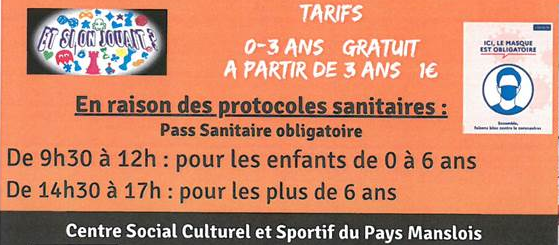 ET SI ON JOUAIT ?
TARIFS
0-3 ANS GRATUIT
A PARTIR DE 3 ANS 1€
ICI, LE MASQUE
EST OBLIGATOIRE
Ensemble,
faisons bloc contre le coronavirus
En raison des protocoles sanitaires :
Pass Sanitaire obligatoire
De 9h30 à 12h : pour les enfants de 0 à 6 ans
De 14h30 à 17h : pour les plus de 6 ans
Centre Social Culturel et Sportif du Pays Manslois